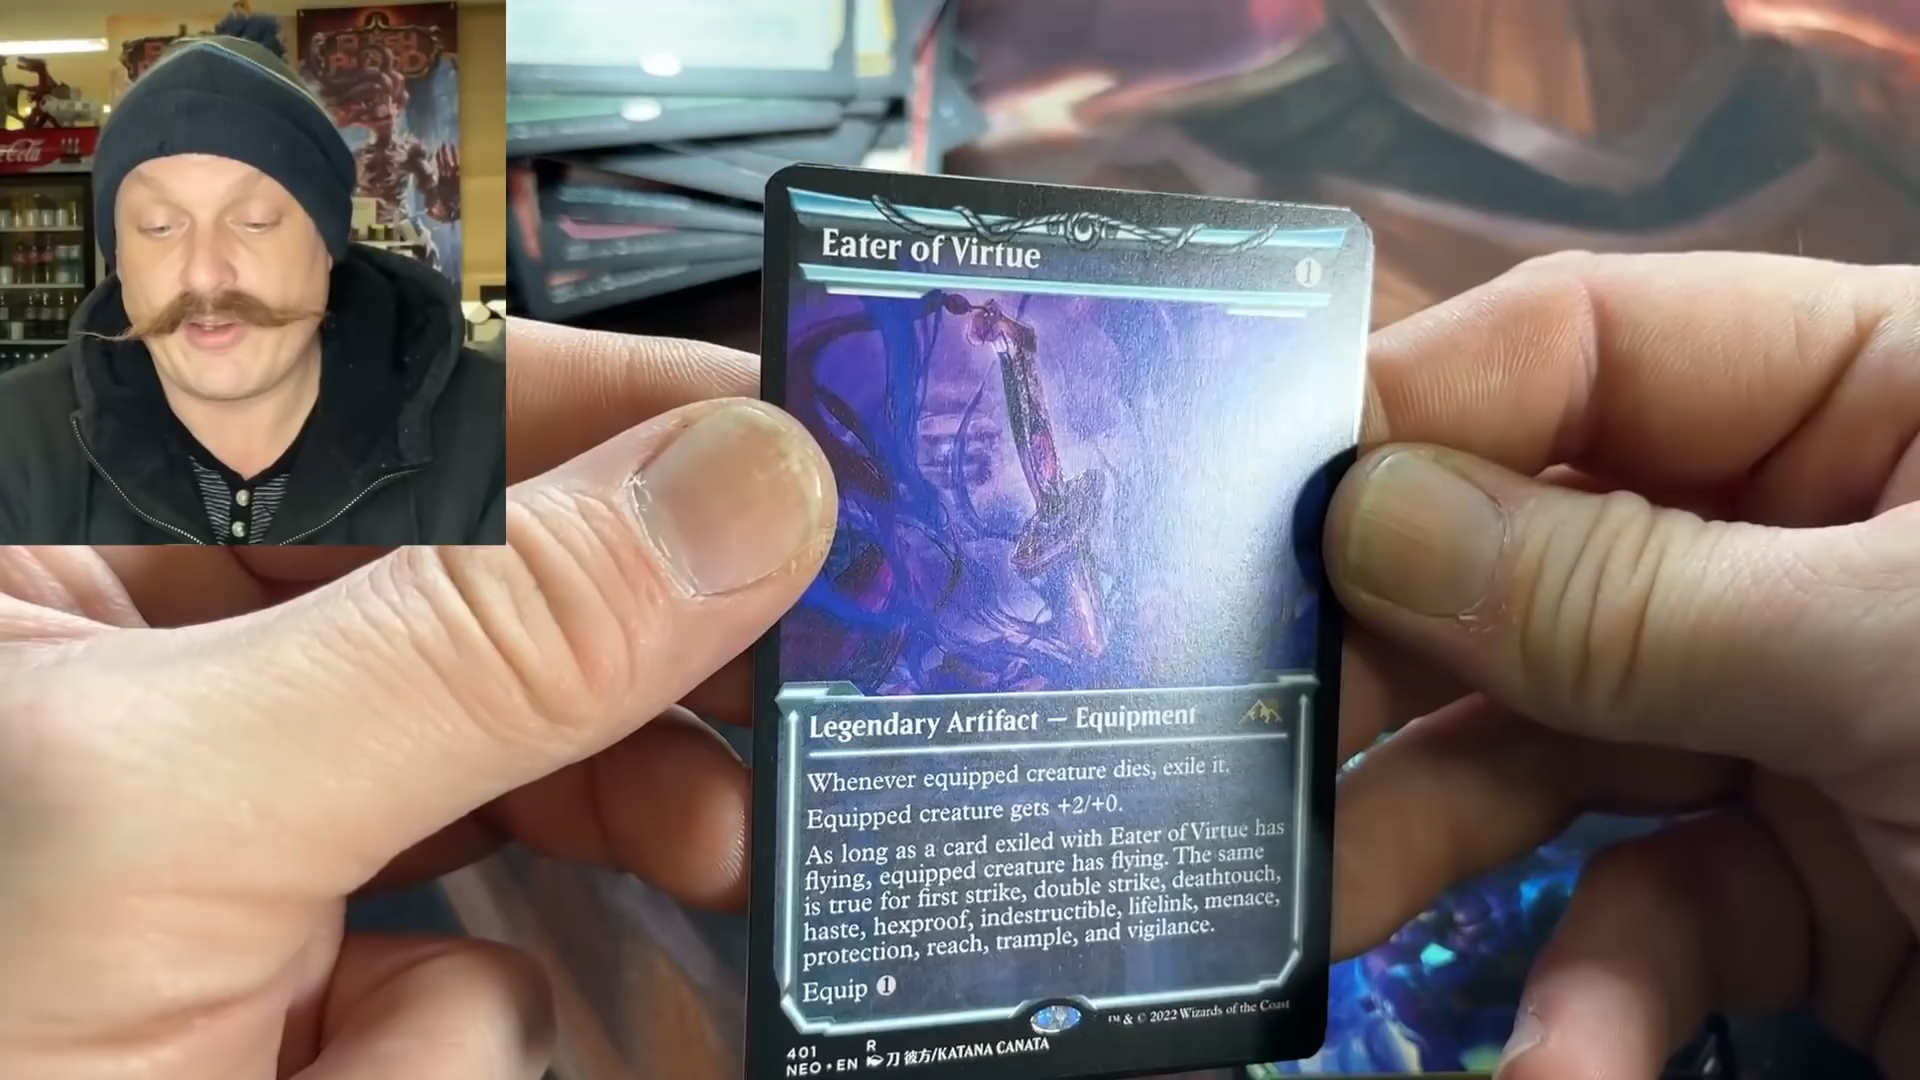 Cola
Eater of Virtue
1
Legendary Artifact — Equipment
Whenever equipped creature dies, exile it.
Equipped creature gets +2/+0.
As long as a card exiled with Eater of Virtue has
flying, equipped creature has flying. The same
is true for first strike, double strike, deathtouch,
haste, hexproof, indestructible, lifelink, menace,
protection, reach, trample, and vigilance.
Equip 1
™ & © 2022 Wizards of the Coast
401 R
NEO • EN 刀 彼方/KATANA CANATA